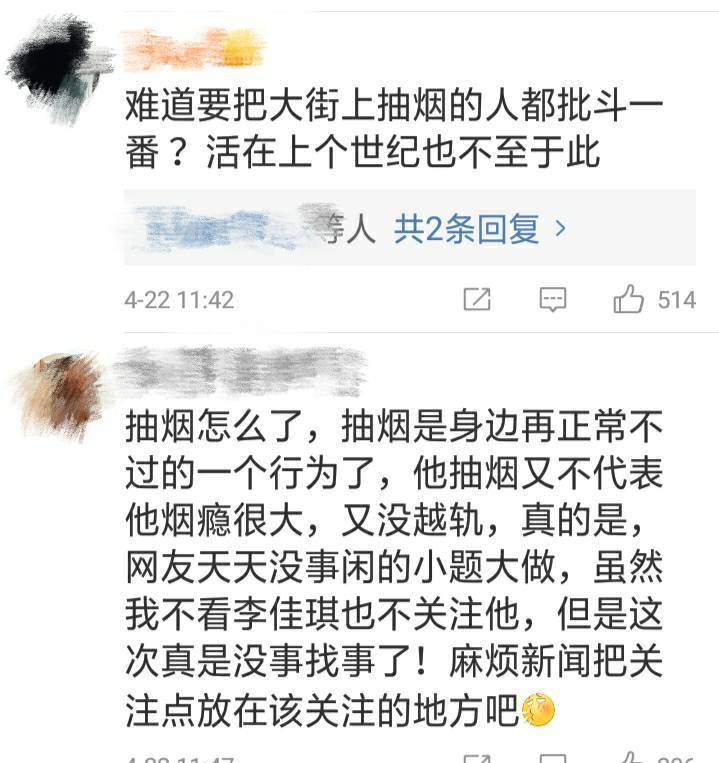 难道要把大街上抽烟的人都批斗一
番？活在上个世纪也不至于此
等人 共2条回复 >
4-22 11:42
514
抽烟怎么了，抽烟是身边再正常不
过的一个行为了，他抽烟又不代表
他烟瘾很大，又没越轨，真的是，
网友天天没事闲的小题大做，虽然
我不看李佳琪也不关注他，但是这
次真是没事找事了！麻烦新闻把关
注点放在该关注的地方吧